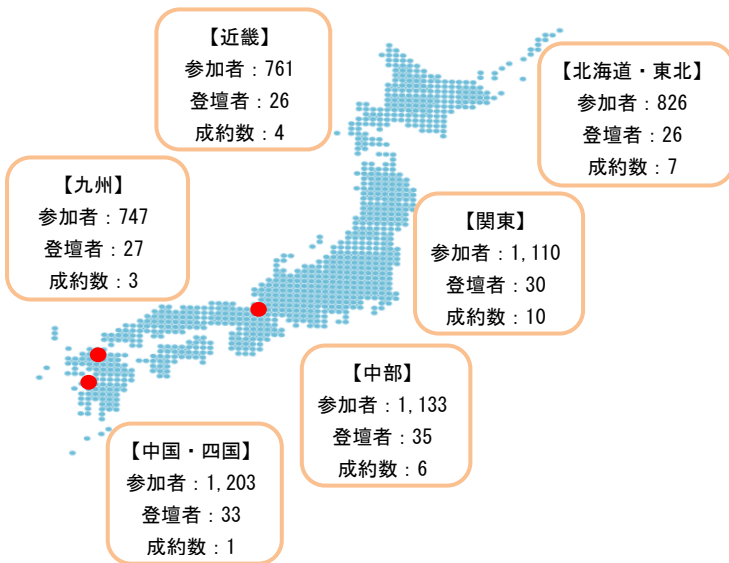 【近畿】
参加者：761
登壇者：26
成約数：4
【北海道・東北】
参加者：826
登壇者：26
成約数：7
【九州】
参加者：747
登壇者：27
成約数：3
【関東】
参加者：1,110
登壇者：30
成約数：10
【中部】
参加者：1,133
登壇者：35
成約数：6
【中国・四国】
参加者：1,203
登壇者：33
成約数：1